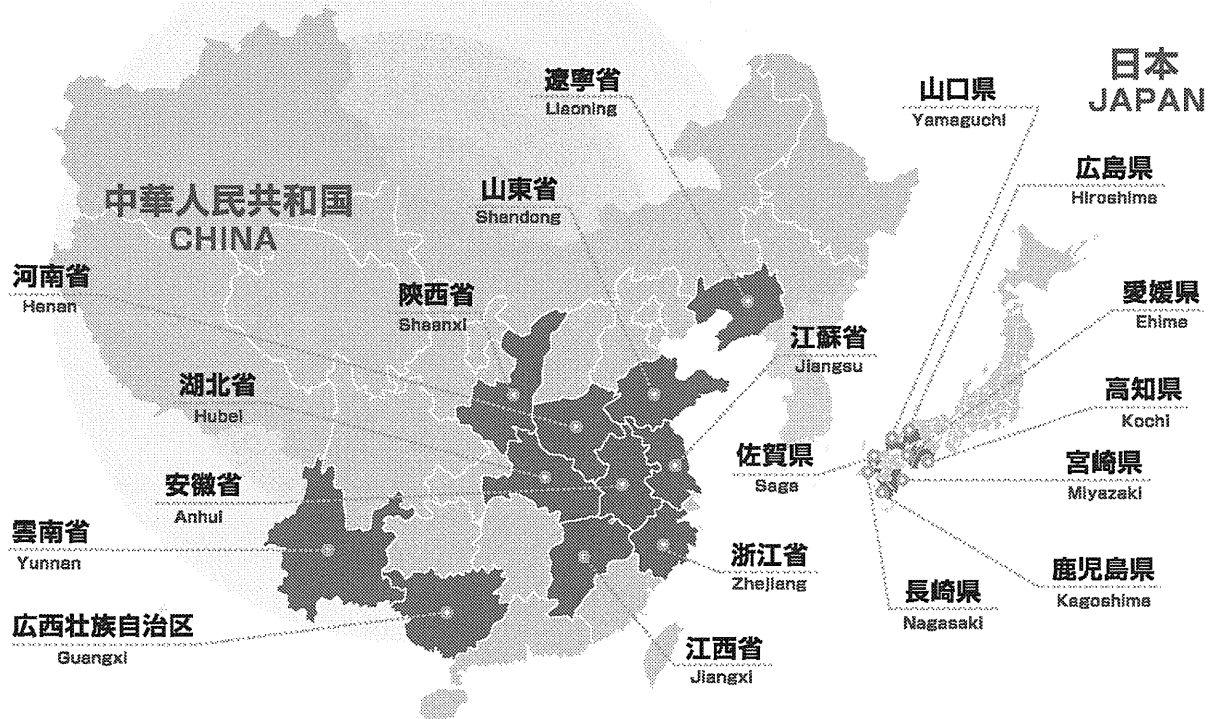 遼寧省
Liaoning
山口県
Yamaguchi
日本
JAPAN
山東省
Shandong
広島県
Hiroshima
中華人民共和国
CHINA
河南省
Henan
陝西省
Shaanxi
愛媛県
Ehime
江蘇省
Jiangsu
湖北省
Hubei
高知県
Kochi
佐賀県
Saga
宮崎県
Miyazaki
安徽省
Anhui
雲南省
Yunnan
浙江省
Zhejiang
鹿児島県
Kagoshima
長崎県
Nagasaki
広西壮族自治区
Guangxi
江西省
Jiangxi